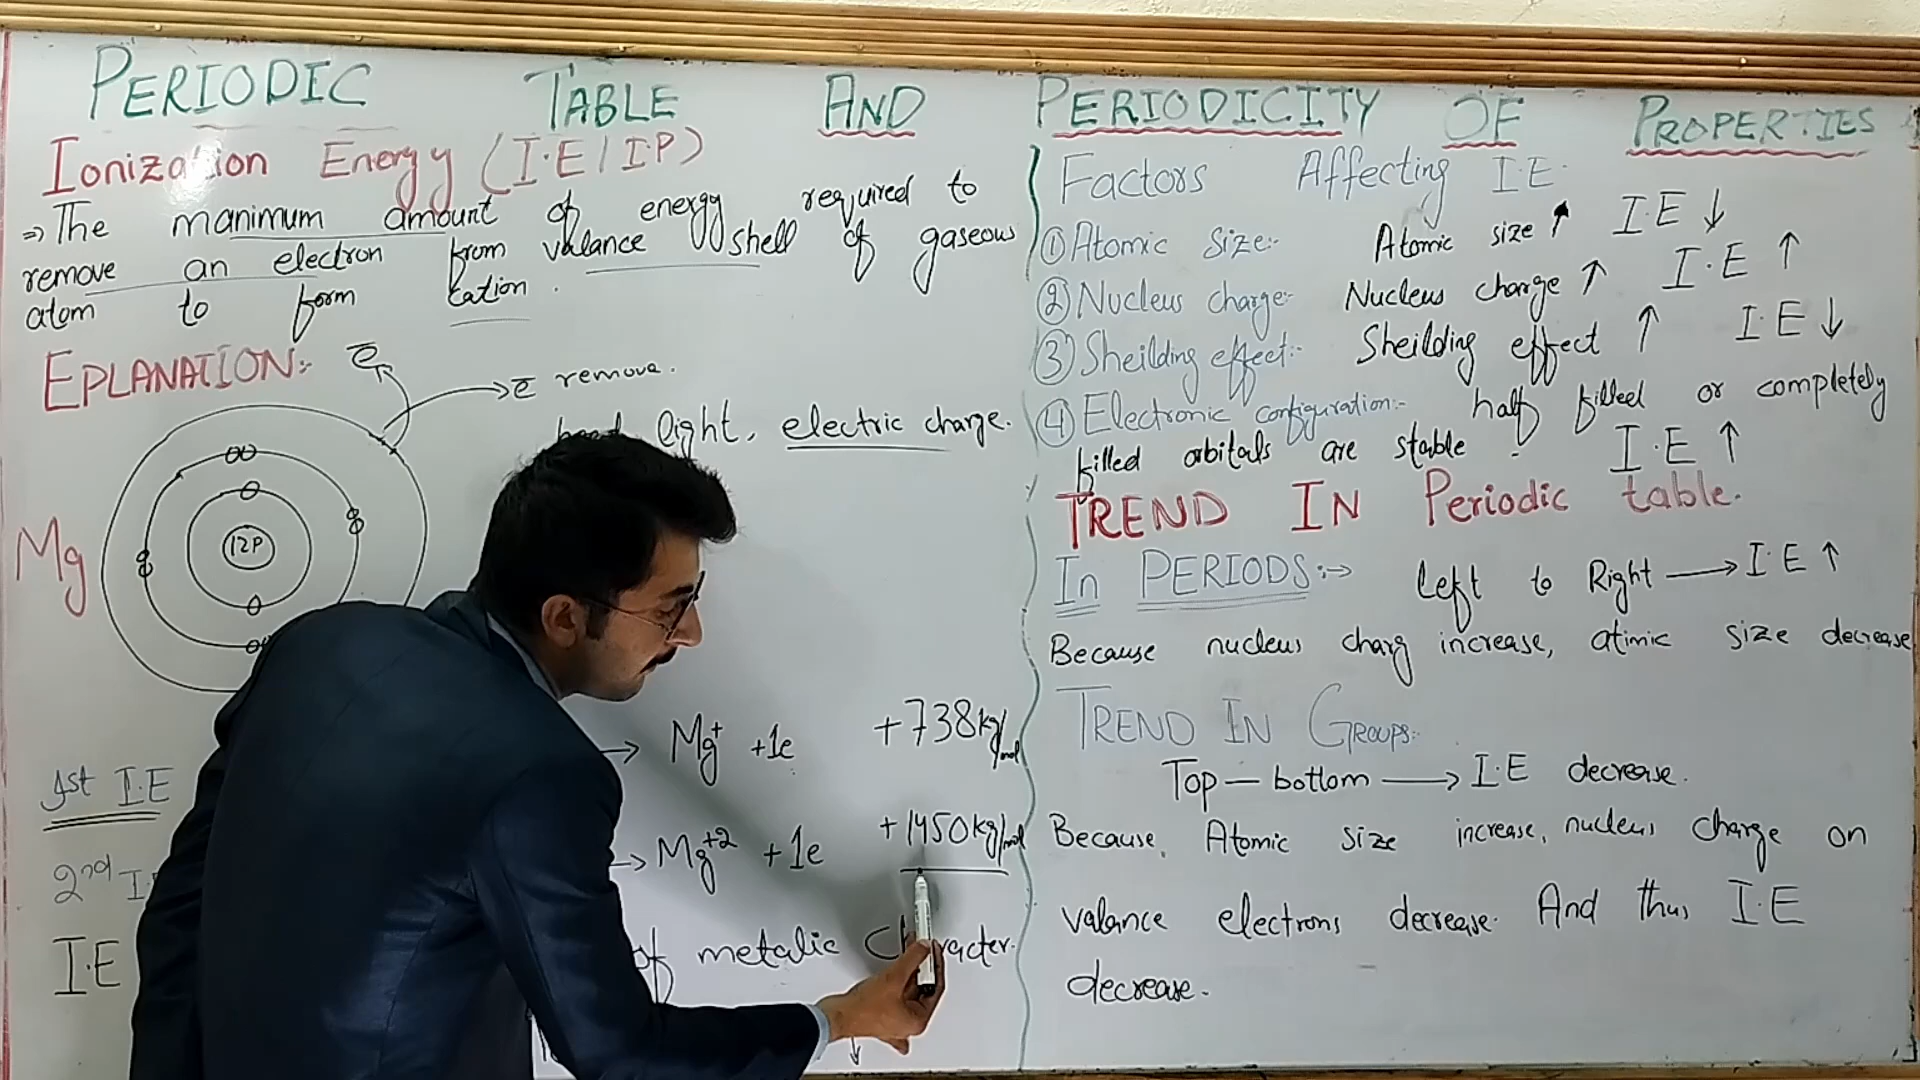 PERIODIC TABLE AND PERIODICITY OF PROPERTIES
Ionization Energy (I.E/I.P)
⇒ The manimum amount of energy required to
remove an electron from valance shell of gaseous
atom to form cation.
EPLANATION:-
e̅
→ e̅ remove.
light, electric charge.
Mg
12P
1st I.E
→ Mg⁺ +1e +738kg/mol
2nd I.
→ Mg⁺² +1e +1450kg/mol
I.E
of metalic Character.
Factors Affecting I.E.
① Atomic Size:- Atomic size ↑ I.E ↓
② Nucleus charge:- Nucleus charge ↑ I.E ↑
③ Sheilding effect:- Sheilding effect ↑ I.E ↓
④ Electronic configuration:- half filled or completely
filled orbitals are stable. I.E ↑
TREND IN Periodic table.
In PERIODS:→ Left to Right → I.E ↑
Because nucleus charg increase, atimic size decrease
TREND IN GROUPS:-
Top — bottom → I.E decrease.
Because, Atomic size increase, nucleus charge on
valance electrons decrease. And thus I.E
decrease.